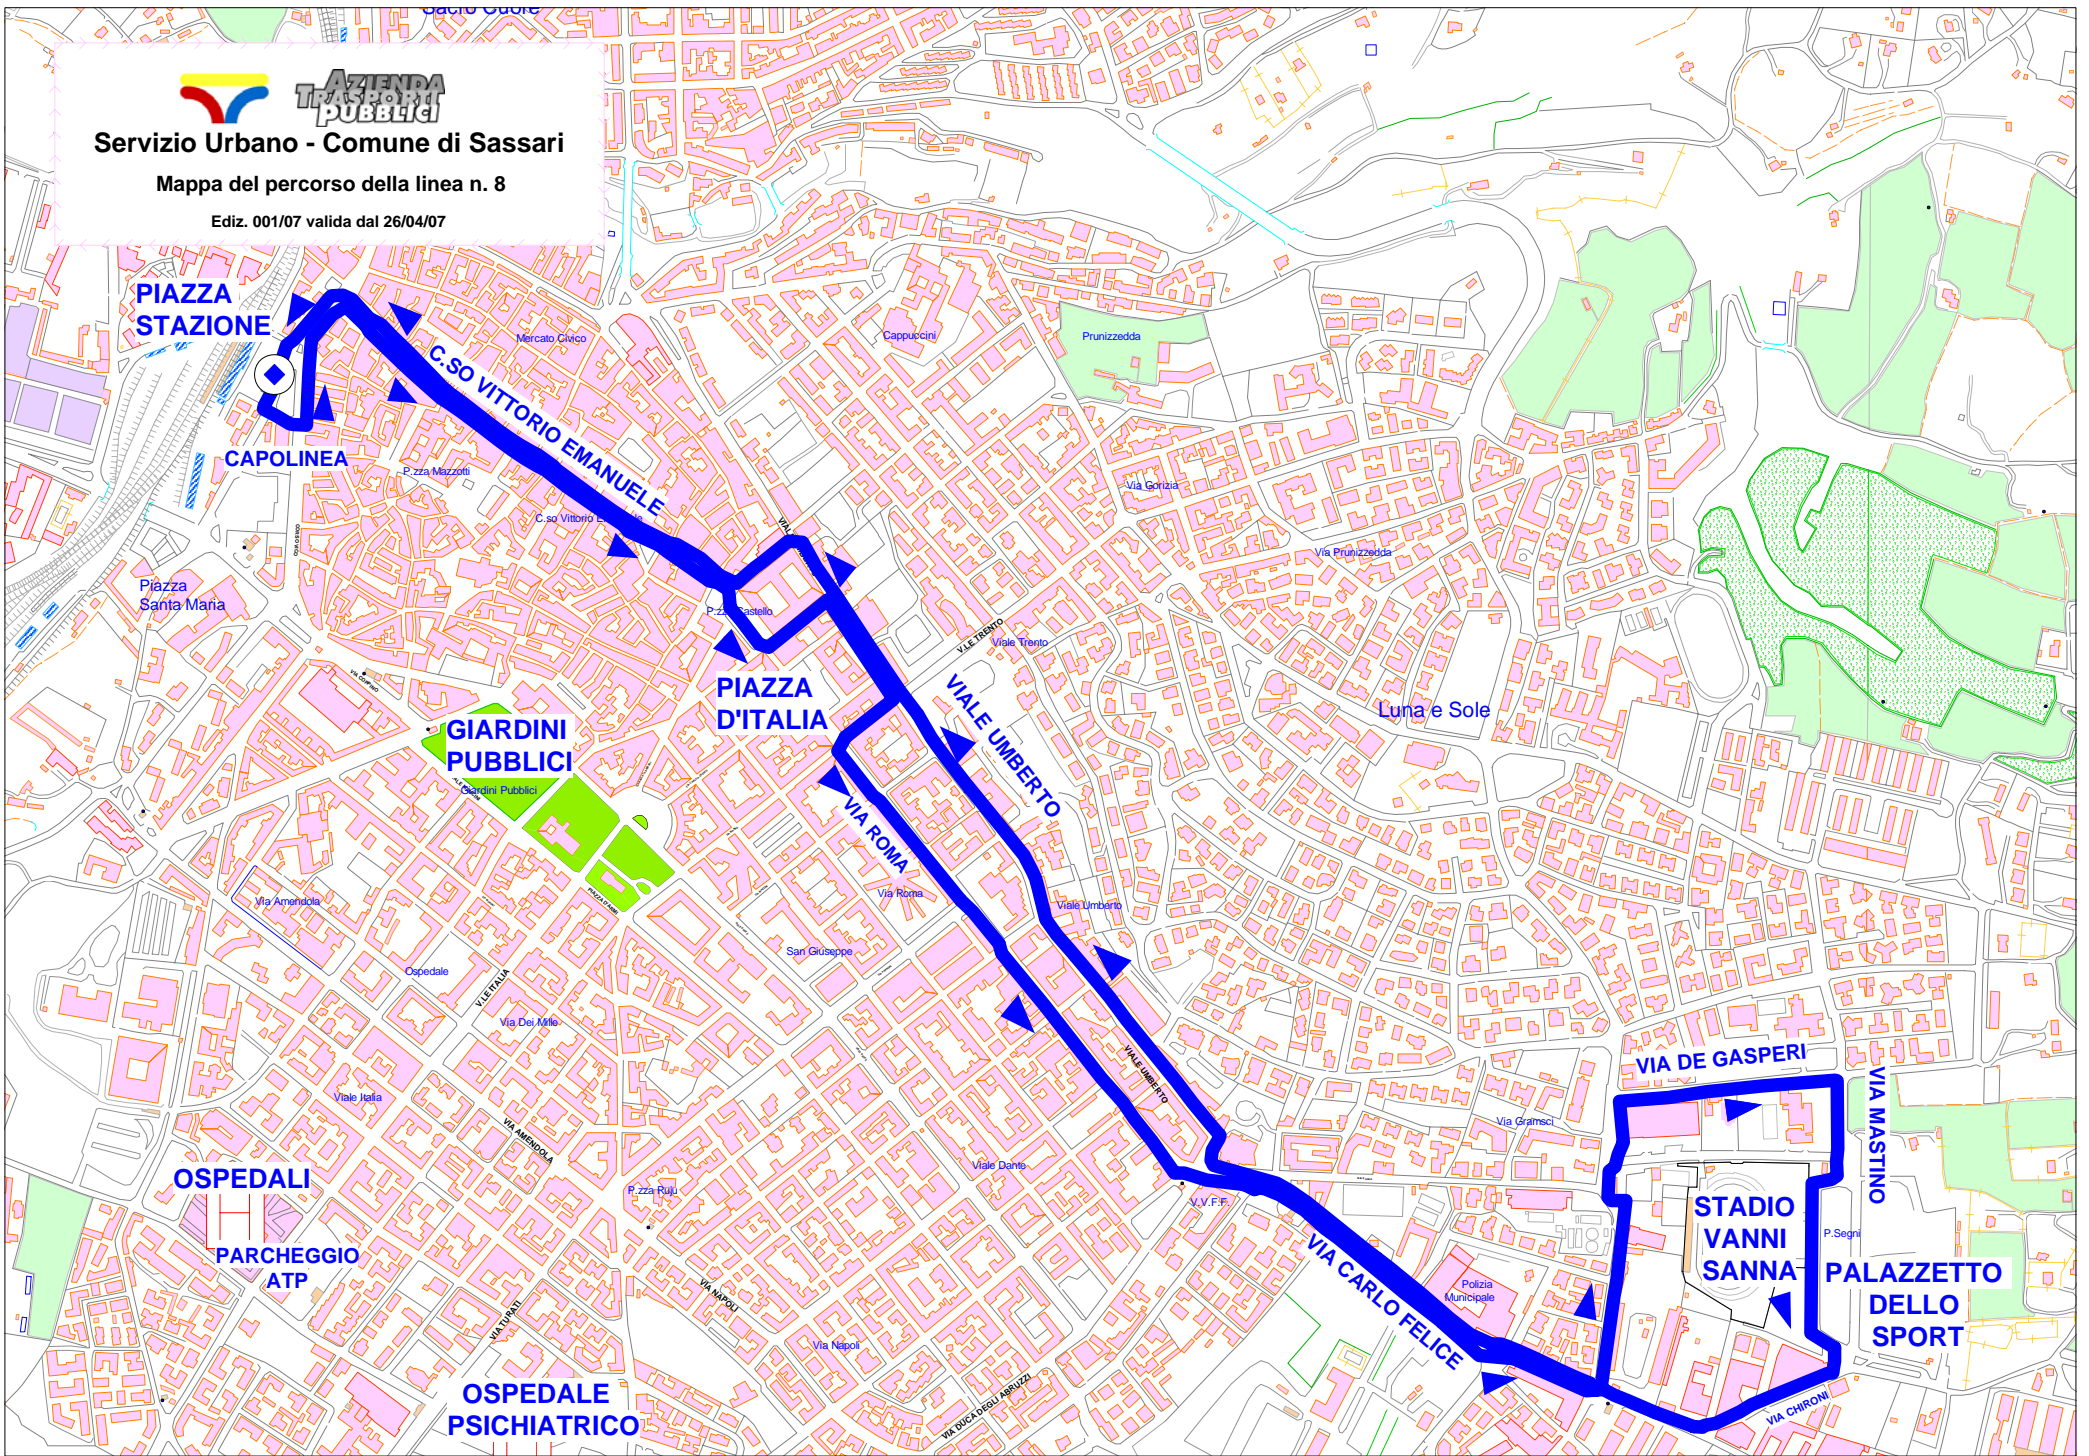 Sacro Cuore
AZIENDA
TRASPORTI
PUBBLICI
Servizio Urbano - Comune di Sassari
Mappa del percorso della linea n. 8
Ediz. 001/07 valida dal 26/04/07
PIAZZA
STAZIONE
CAPOLINEA
C.SO VITTORIO EMANUELE
Mercato Civico
Cappuccini
Prunizzedda
P.zza Mazzotti
Via Gorizia
Via Prunizzedda
CORSO VICO
Piazza
Santa Maria
P.zza Castello
V.LE TRENTO
Viale Trento
PIAZZA
D'ITALIA
VIALE UMBERTO
Luna e Sole
GIARDINI
PUBBLICI
Giardini Pubblici
VIA ROMA
Via Roma
Viale Umberto
Via Amendola
San Giuseppe
Ospedale
V.LE ITALIA
Via Dei Mille
PIAZZA D'ARMI
VIALE UMBERTO
Viale Italia
VIA AMENDOLA
Viale Dante
P.zza Ruju
V.V.F.F.
Via Gramsci
VIA DE GASPERI
VIA MASTINO
OSPEDALI
PARCHEGGIO
ATP
STADIO
VANNI
SANNA
P.Segni
PALAZZETTO
DELLO
SPORT
VIA CARLO FELICE
Polizia
Municipale
VIA NAPOLI
Via Napoli
VIA TURATI
OSPEDALE
PSICHIATRICO
VIA DUCA DEGLI ABRUZZI
VIA CHIRONI